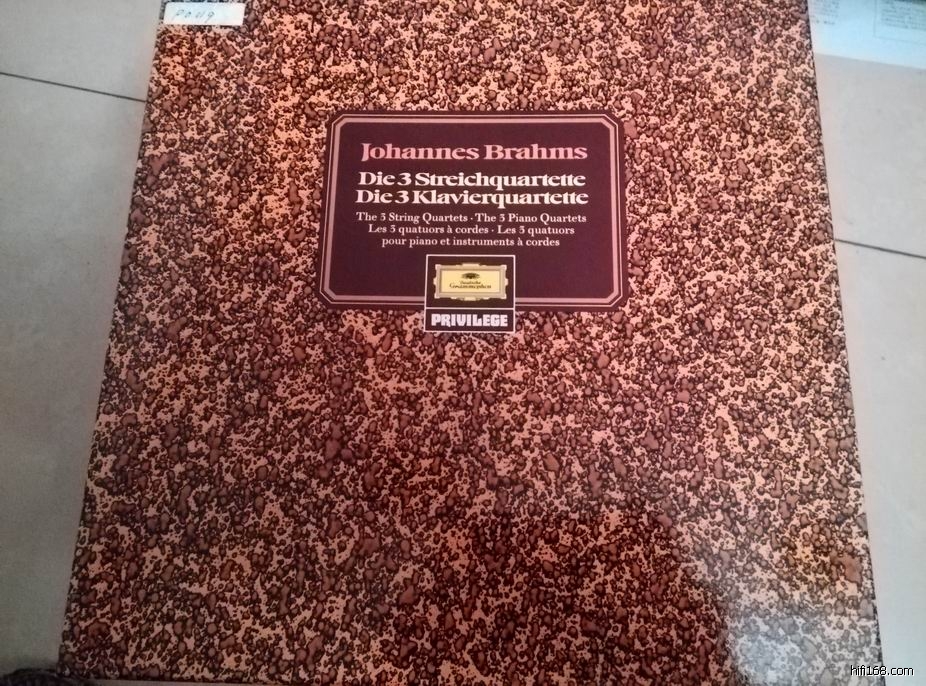 Johannes Brahms
Die 3 Streichquartette
Die 3 Klavierquartette
The 3 String Quartets · The 3 Piano Quartets
Les 3 quatuors à cordes · Les 3 quatuors
pour piano et instruments à cordes
Deutsche
Grammophon
PRIVILEGE
hifi168.com